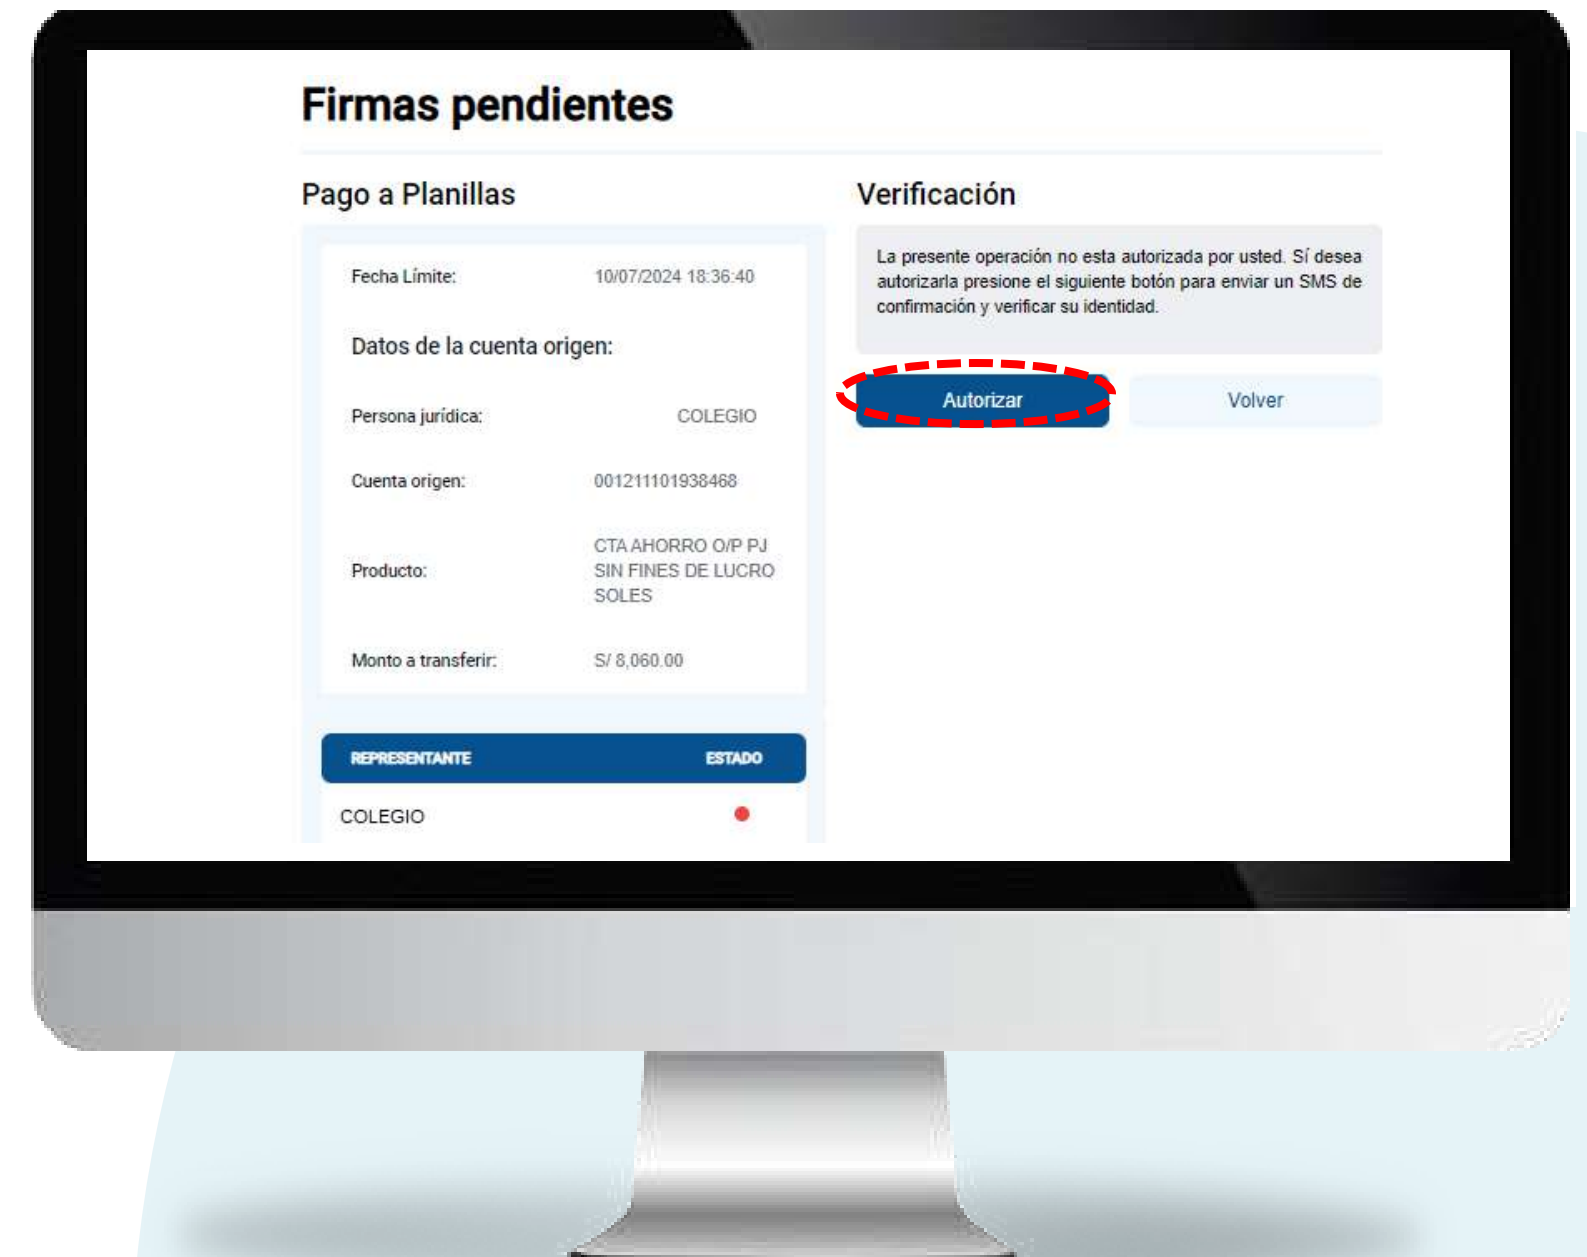 Firmas pendientes
Pago a Planillas
Fecha Límite: 10/07/2024 18:36:40
Datos de la cuenta origen:
Persona jurídica: COLEGIO
Cuenta origen: 001211101938468
Producto: CTA AHORRO O/P PJ
SIN FINES DE LUCRO
SOLES
Monto a transferir: S/ 8,060.00
REPRESENTANTE ESTADO
COLEGIO
Verificación
La presente operación no esta autorizada por usted. Sí desea
autorizarla presione el siguiente botón para enviar un SMS de
confirmación y verificar su identidad.
Autorizar Volver